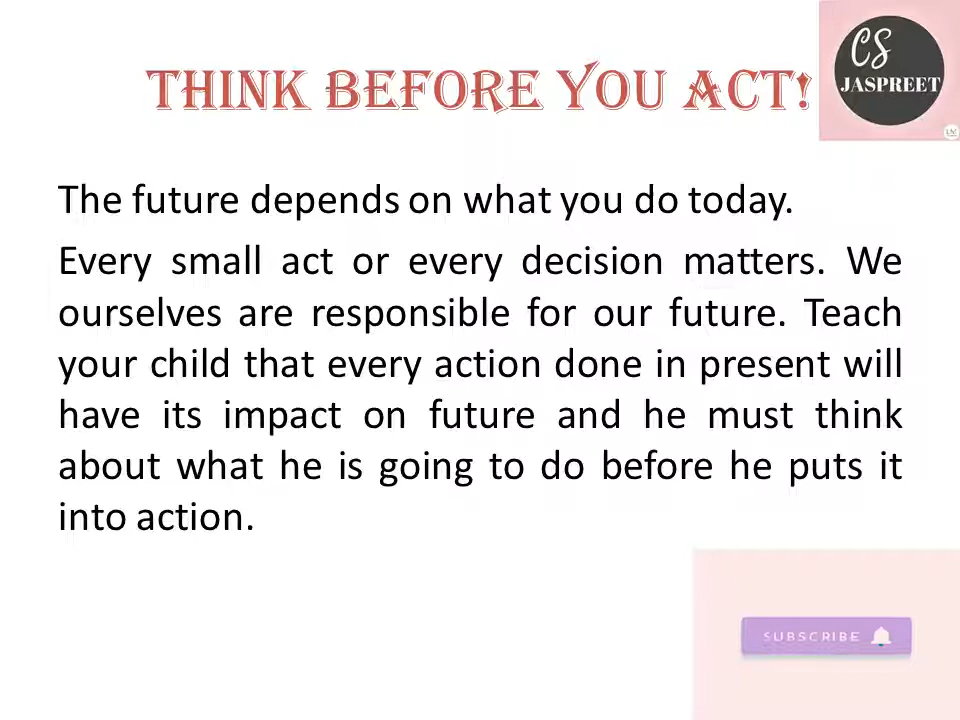 THINK BEFORE YOU ACT!
CS
JASPREET
The future depends on what you do today.
Every small act or every decision matters. We
ourselves are responsible for our future. Teach
your child that every action done in present will
have its impact on future and he must think
about what he is going to do before he puts it
into action.
SUBSCRIBE